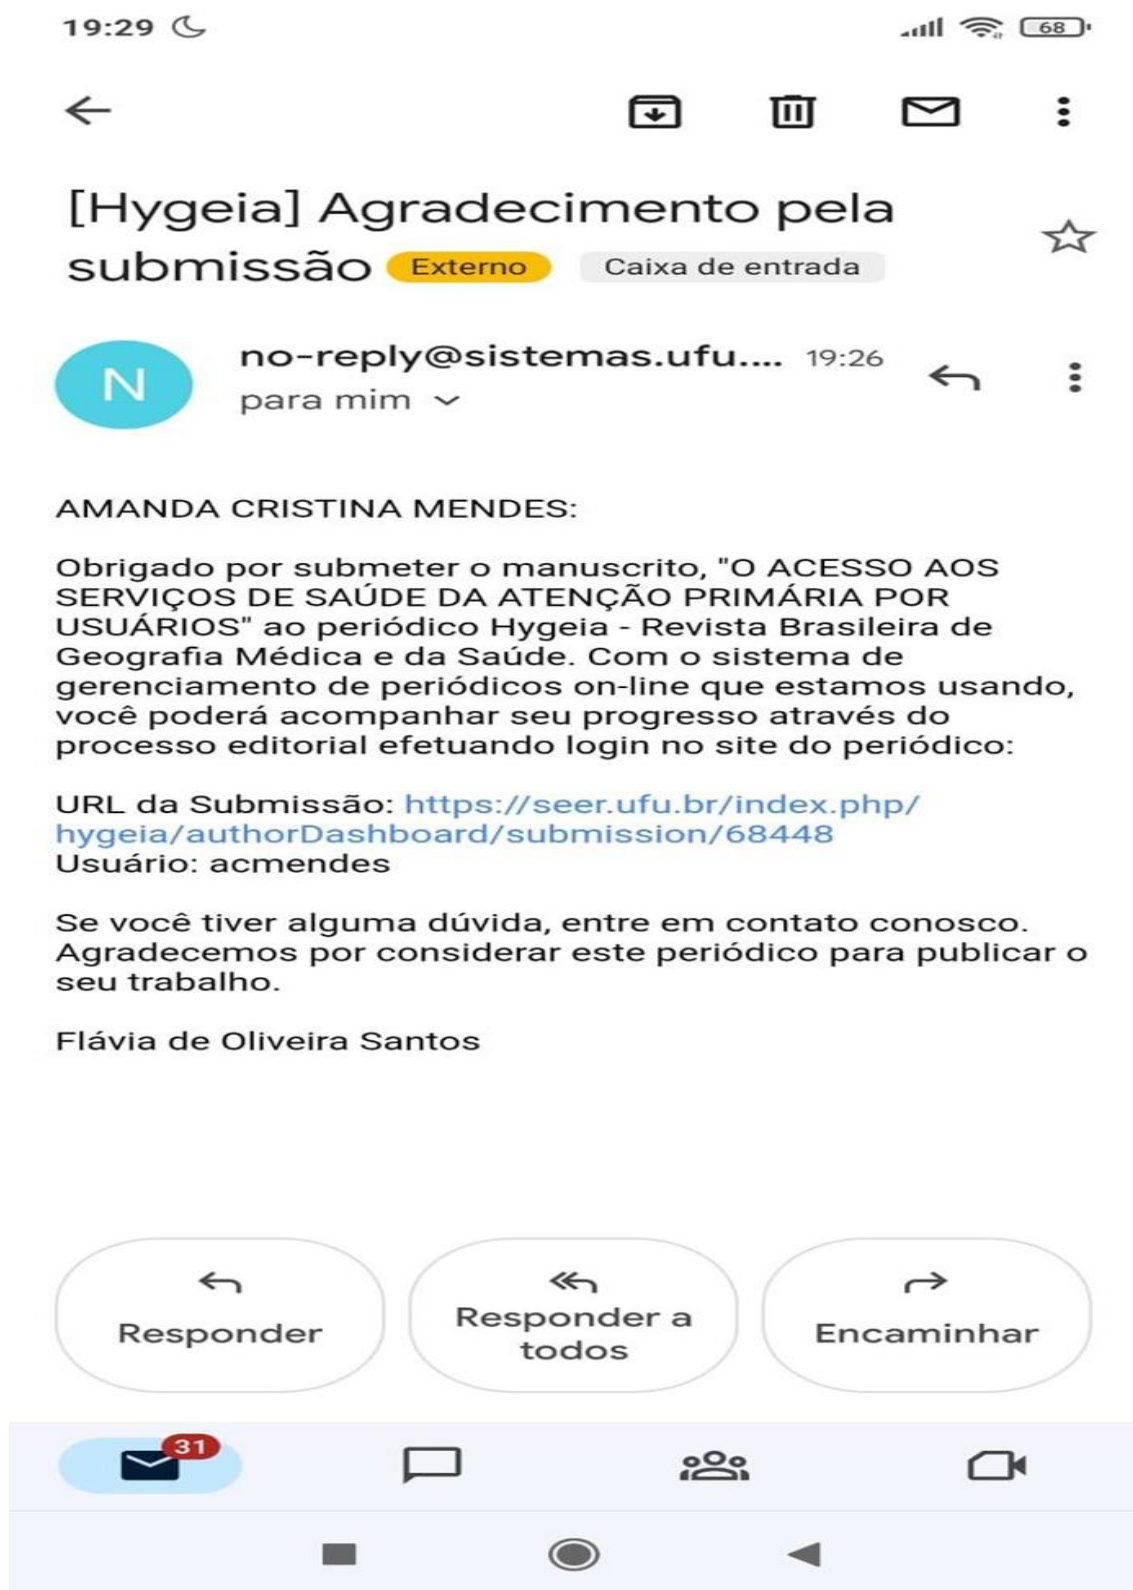 19:29
68
[Hygeia] Agradecimento pela
submissão Externo Caixa de entrada
N
no-reply@sistemas.ufu.... 19:26
para mim
AMANDA CRISTINA MENDES:
Obrigado por submeter o manuscrito, "O ACESSO AOS
SERVIÇOS DE SAÚDE DA ATENÇÃO PRIMÁRIA POR
USUÁRIOS" ao periódico Hygeia - Revista Brasileira de
Geografia Médica e da Saúde. Com o sistema de
gerenciamento de periódicos on-line que estamos usando,
você poderá acompanhar seu progresso através do
processo editorial efetuando login no site do periódico:
URL da Submissão: https://seer.ufu.br/index.php/
hygeia/authorDashboard/submission/68448
Usuário: acmendes
Se você tiver alguma dúvida, entre em contato conosco.
Agradecemos por considerar este periódico para publicar o
seu trabalho.
Flávia de Oliveira Santos
Responder
Responder a
todos
Encaminhar
31